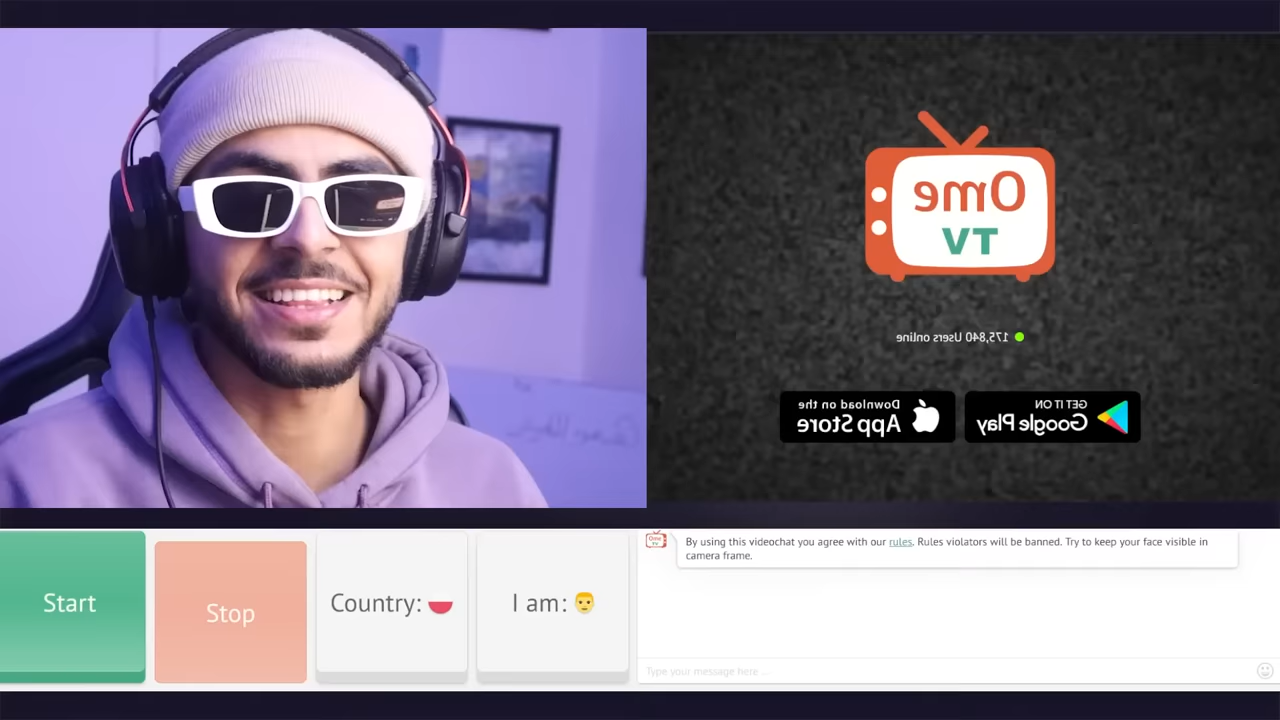 Ome
TV
175,840 Users online
Download on the
App Store
GET IT ON
Google Play
Start
Stop
Country:
I am:
By using this videochat you agree with our rules. Rules violators will be banned. Try to keep your face visible in
camera frame.
Type your message here ...